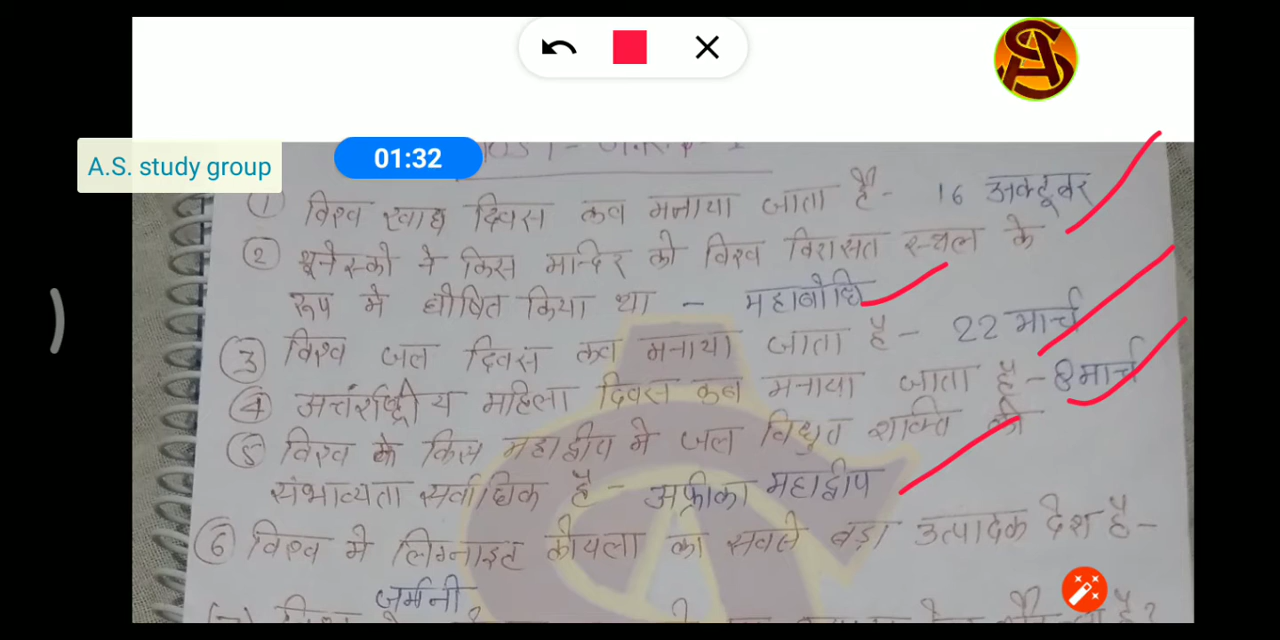 A.S. study group
01:32
① विश्व खाद्य दिवस कब मनाया जाता है - 16 अक्टूबर
② यूनेस्को ने किस मन्दिर को विश्व विरासत स्थल के
रूप मे घोषित किया था - महाबोधि
③ विश्व जल दिवस कब मनाया जाता है - 22 मार्च
④ महिला दिवस कब मनाया जाता है - 8 मार्च
⑤ विश्व के किस महाद्वीप मे जल विधुत शक्ति की
संभाव्यता सर्वाधिक है - अफ्रीका महाद्वीप
⑥ विश्व मे लिग्नाइट कोयला का सबसे बड़ा उत्पादक देश है -
जर्मनी